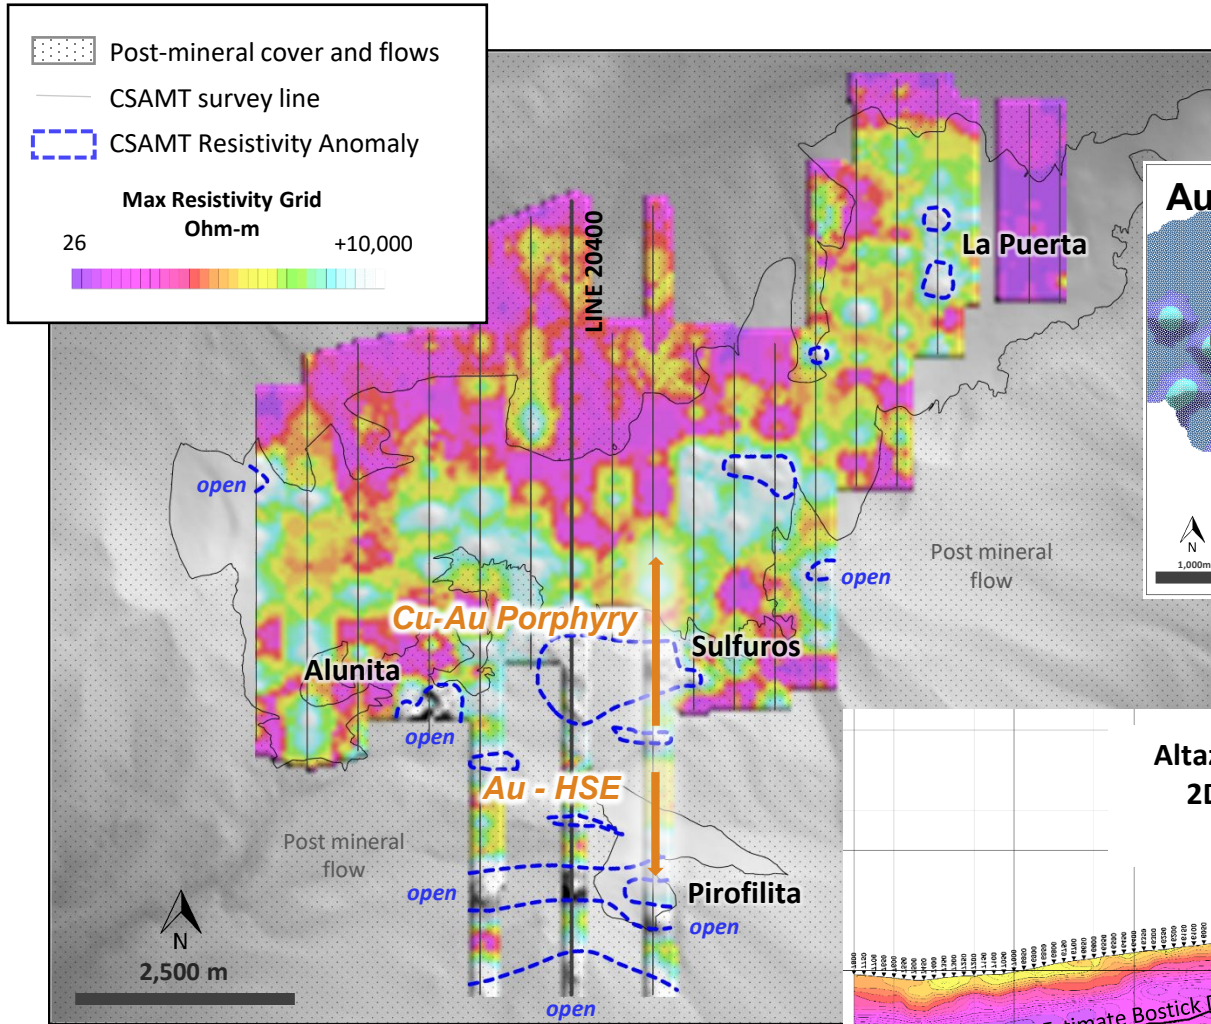 Post-mineral cover and flows
CSAMT survey line
CSAMT Resistivity Anomaly
Max Resistivity Grid
Ohm-m
26
+10,000
LINE 20400
La Puerta
Au
N
1,000m
open
Post mineral
flow
open
Cu-Au Porphyry
Sulfuros
Alunita
open
Altaz
2D
Au - HSE
Post mineral
flow
open
Pirofilita
open
N
2,500 m
open
timate Bostick D